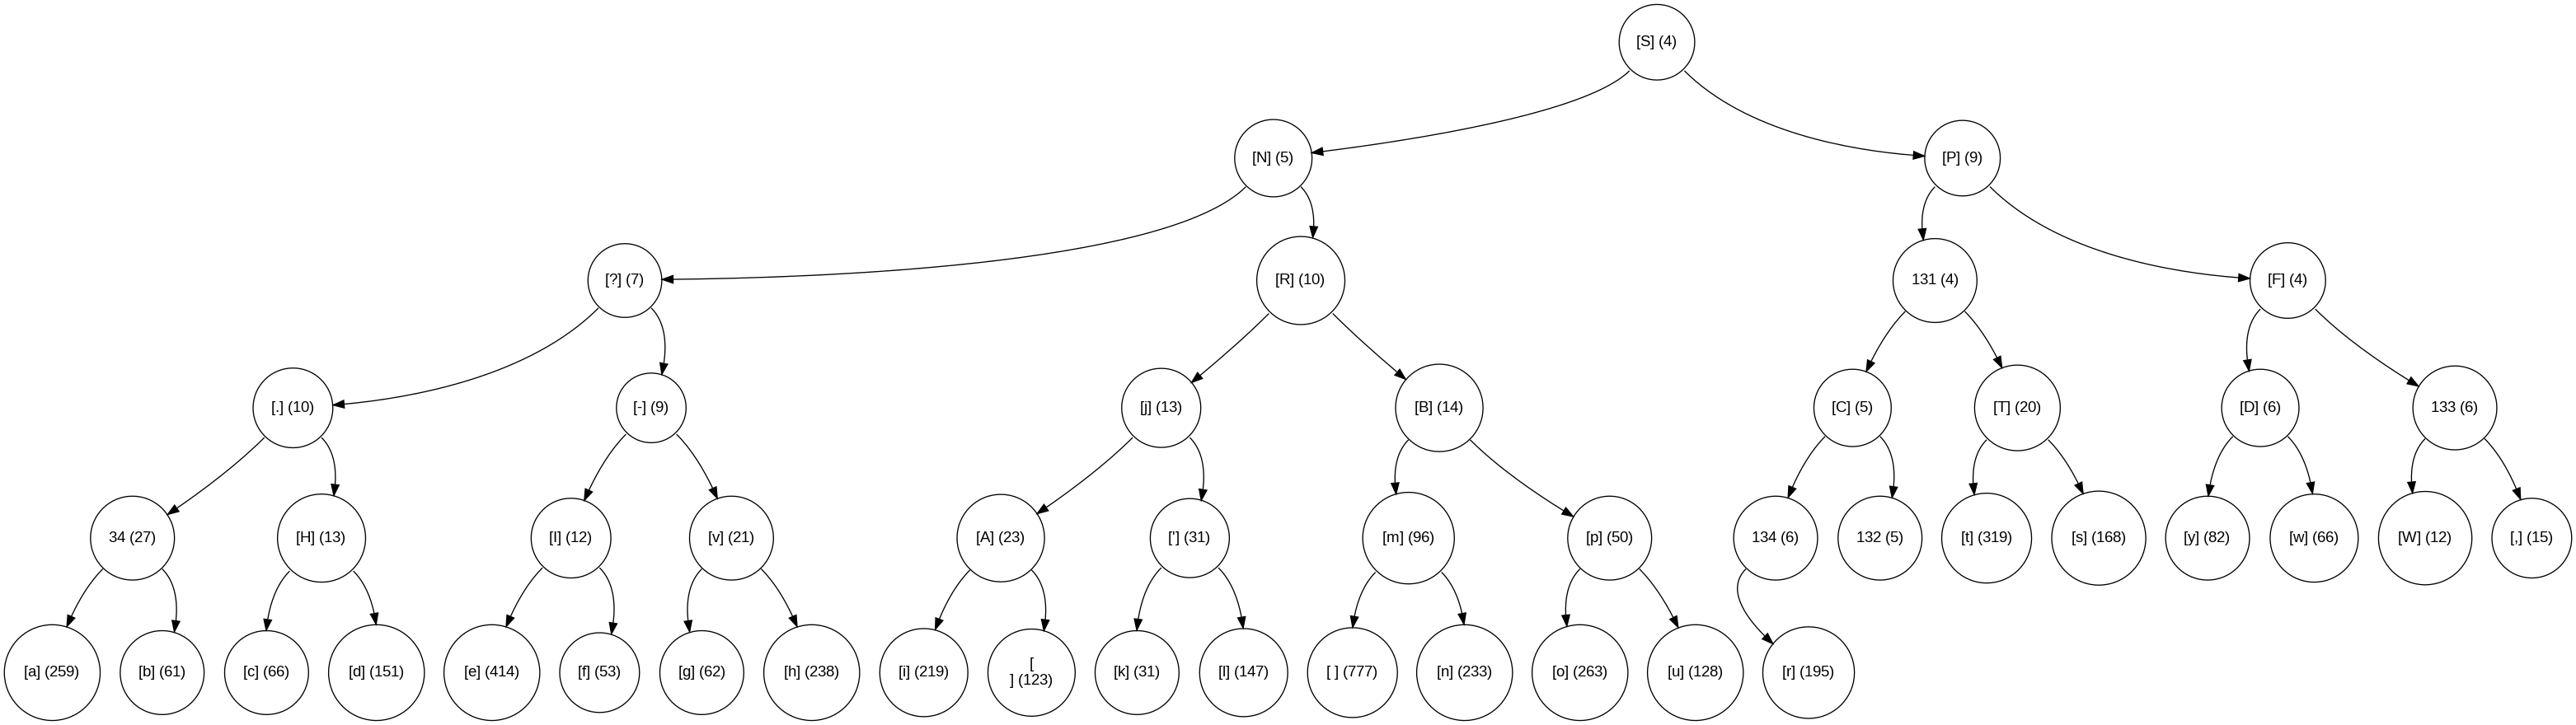 [S] (4)
[N] (5)
[P] (9)
[?] (7)
[R] (10)
131 (4)
[F] (4)
[.] (10)
[-] (9)
[j] (13)
[B] (14)
[C] (5)
[T] (20)
[D] (6)
133 (6)
34 (27)
[H] (13)
[I] (12)
[v] (21)
[A] (23)
['] (31)
[m] (96)
[p] (50)
134 (6)
132 (5)
[t] (319)
[s] (168)
[y] (82)
[w] (66)
[W] (12)
[,] (15)
[a] (259)
[b] (61)
[c] (66)
[d] (151)
[e] (414)
[f] (53)
[g] (62)
[h] (238)
[i] (219)
[
] (123)
[k] (31)
[l] (147)
[ ] (777)
[n] (233)
[o] (263)
[u] (128)
[r] (195)